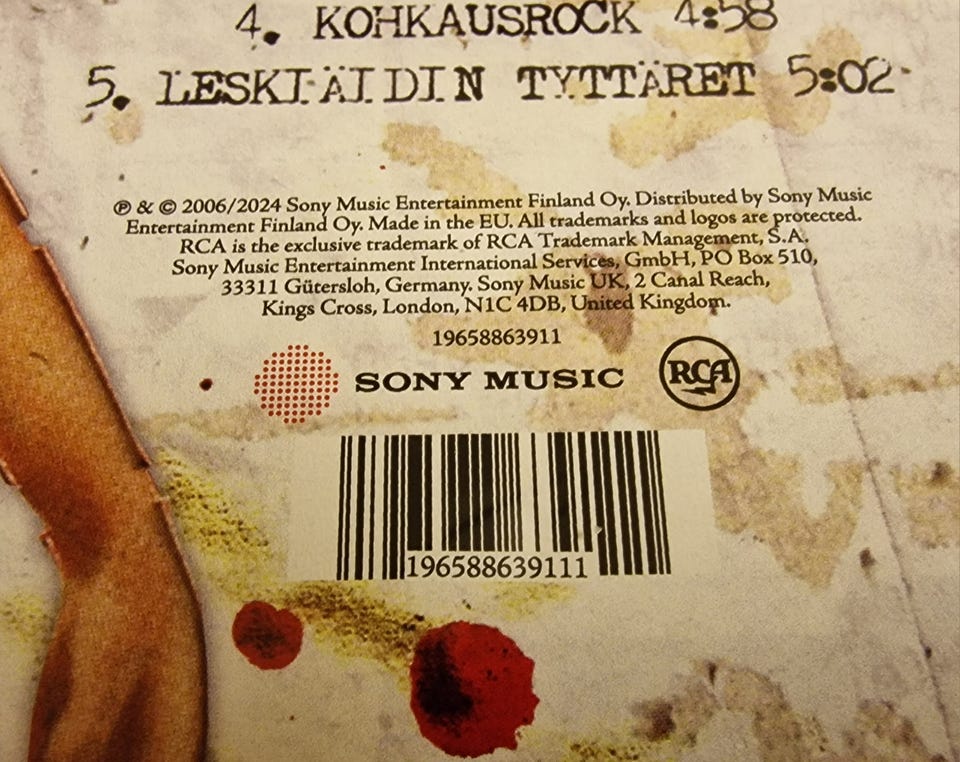 4. KOHKAUSROCK 4:58
5. LESKI-ÄIDIN TYTTÄRET 5:02
℗ & © 2006/2024 Sony Music Entertainment Finland Oy. Distributed by Sony Music
Entertainment Finland Oy. Made in the EU. All trademarks and logos are protected.
RCA is the exclusive trademark of RCA Trademark Management, S.A.
Sony Music Entertainment International Services, GmbH, PO Box 510,
33311 Gütersloh, Germany. Sony Music UK, 2 Canal Reach,
Kings Cross, London, N1C 4DB, United Kingdom.
19658863911
SONY MUSIC RCA
196588639111